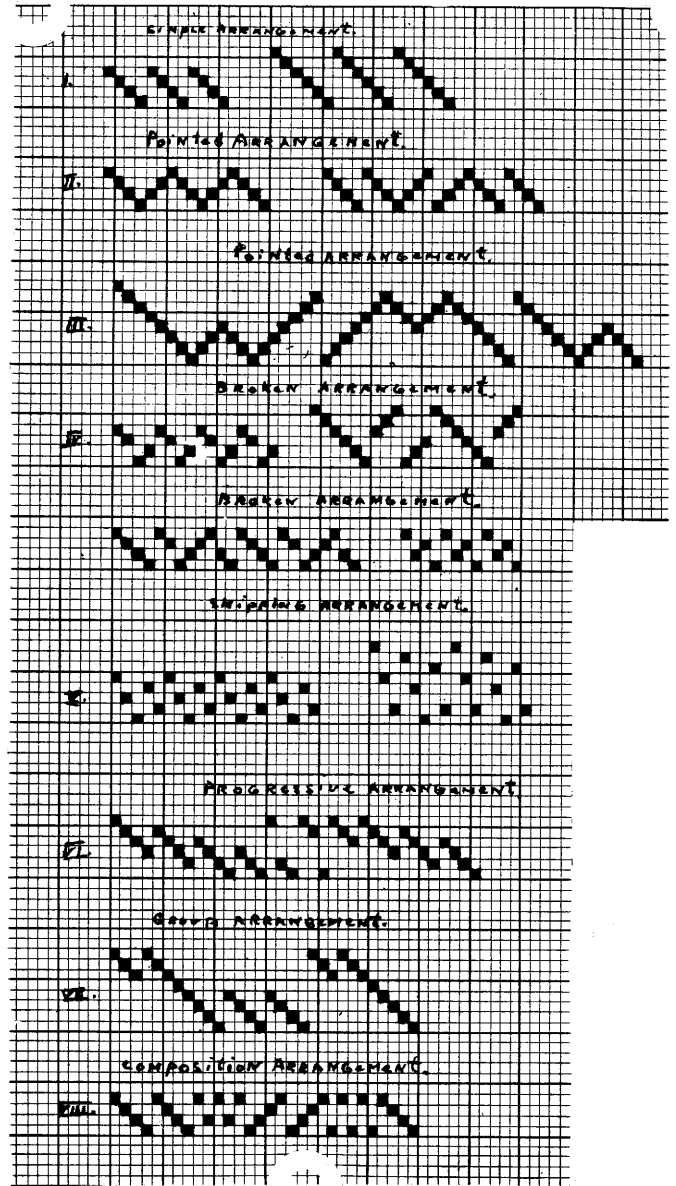 SIMPLE ARRANGEMENT.
I.
Pointed ARRANGEMENT.
II.
Pointed ARRANGEMENT.
III.
BROKEN ARRANGEMENT.
IV.
BROKEN ARRANGEMENT.
SKIPPING ARRANGEMENT.
V.
PROGRESSIVE ARRANGEMENT.
VI.
GROUP ARRANGEMENT.
VII.
COMPOSITION ARRANGEMENT.
VIII.